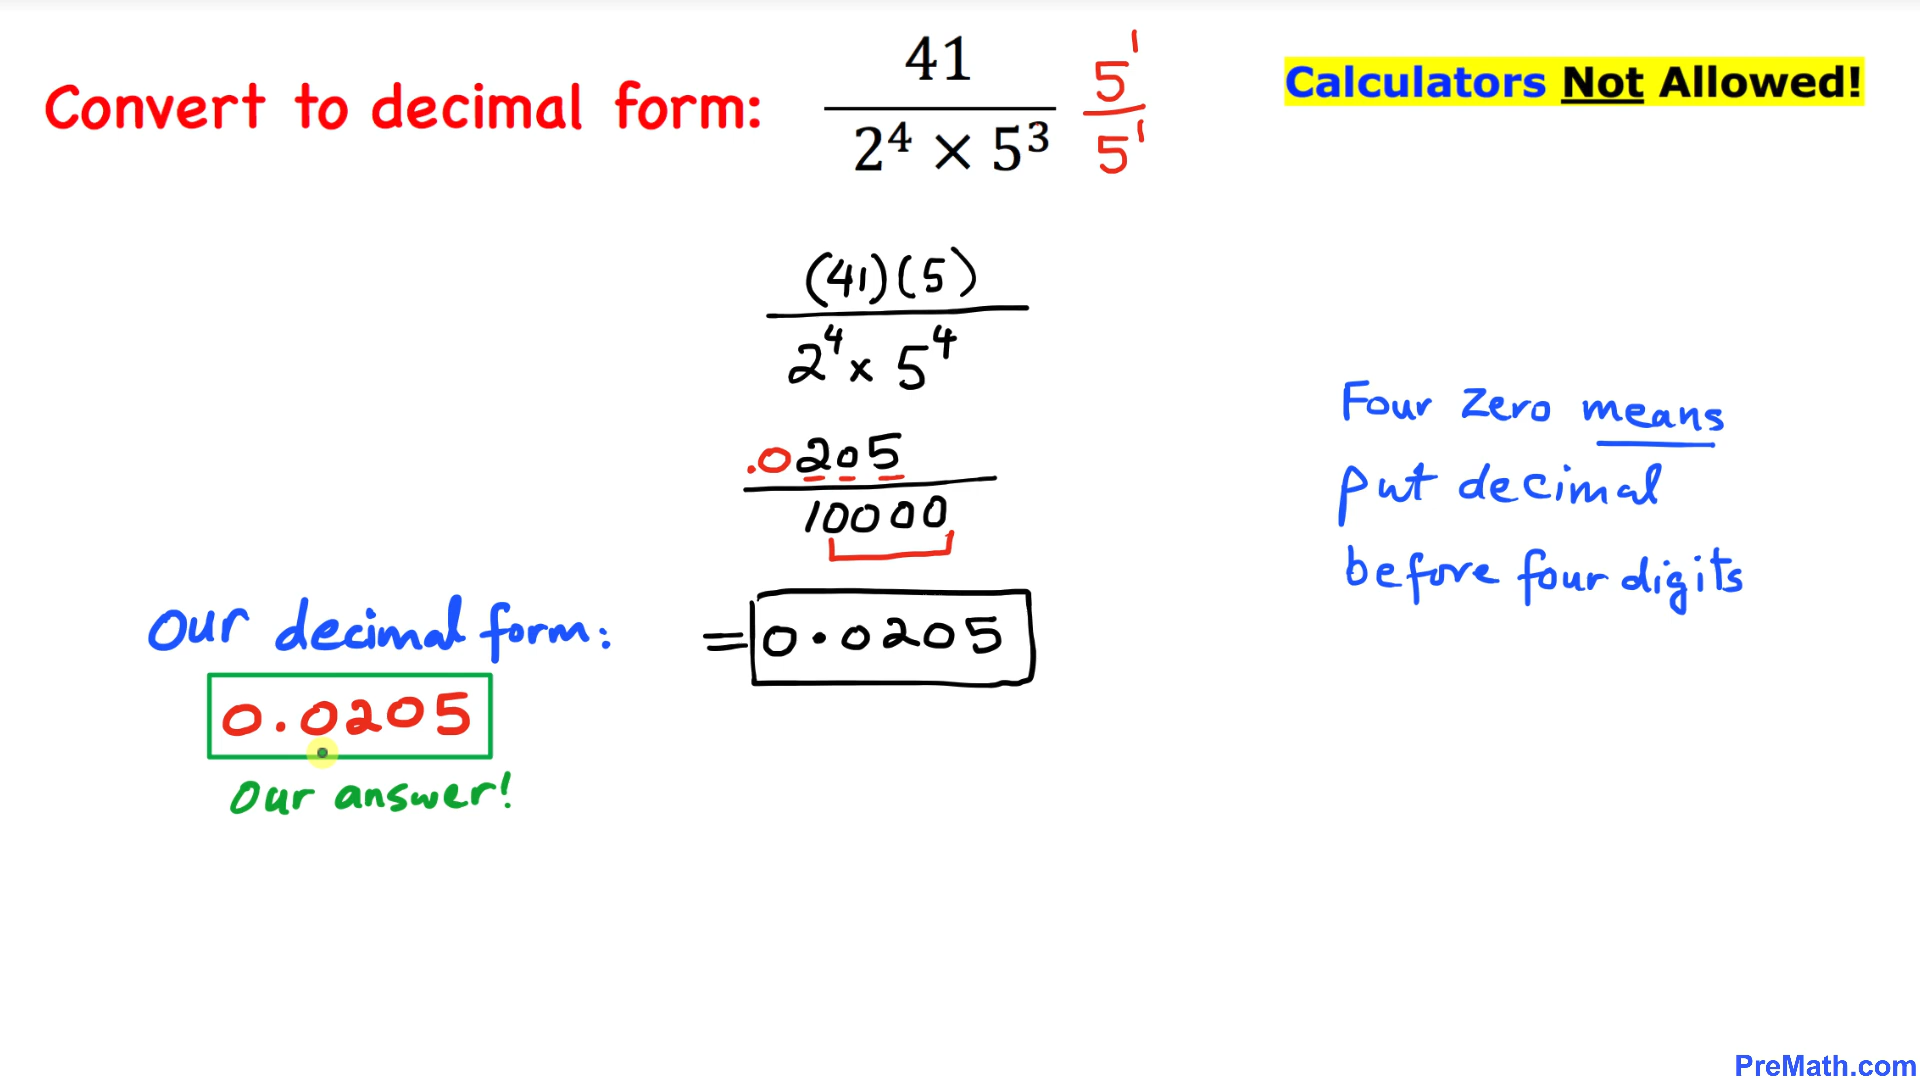 Convert to decimal form:
41
2⁴ × 5³
5¹
5¹
Calculators Not Allowed!
(41)(5)
2⁴ x 5⁴
.0205
10000
= 0.0205
Four zero means
put decimal
before four digits
Our decimal form:
0.0205
Our answer!
PreMath.com